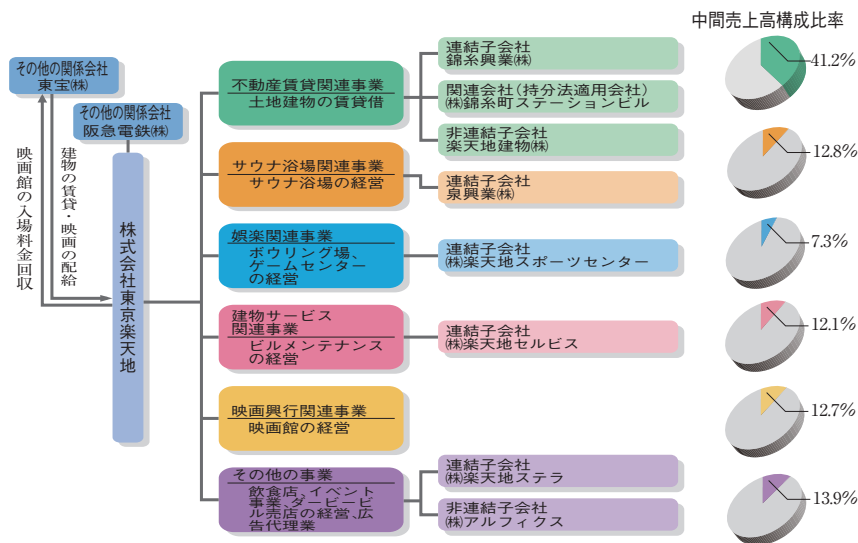 中間売上高構成比率
その他の関係会社
東宝㈱
その他の関係会社
阪急電鉄㈱
映画館の入場料金回収
建物の賃貸・映画の配給
株式会社東京楽天地
不動産賃貸関連事業
土地建物の賃貸借
連結子会社
錦糸興業㈱
関連会社(持分法適用会社)
㈱錦糸町ステーションビル
非連結子会社
楽天地建物㈱
41.2%
サウナ浴場関連事業
サウナ浴場の経営
連結子会社
泉興業㈱
12.8%
娯楽関連事業
ボウリング場、
ゲームセンター
の経営
連結子会社
㈱楽天地スポーツセンター
7.3%
建物サービス
関連事業
ビルメンテナンス
の経営
連結子会社
㈱楽天地セルビス
12.1%
映画興行関連事業
映画館の経営
12.7%
その他の事業
飲食店、イベント
事業、ダービービ
ル売店の経営、広
告代理業
連結子会社
㈱楽天地ステラ
非連結子会社
㈱アルフィクス
13.9%